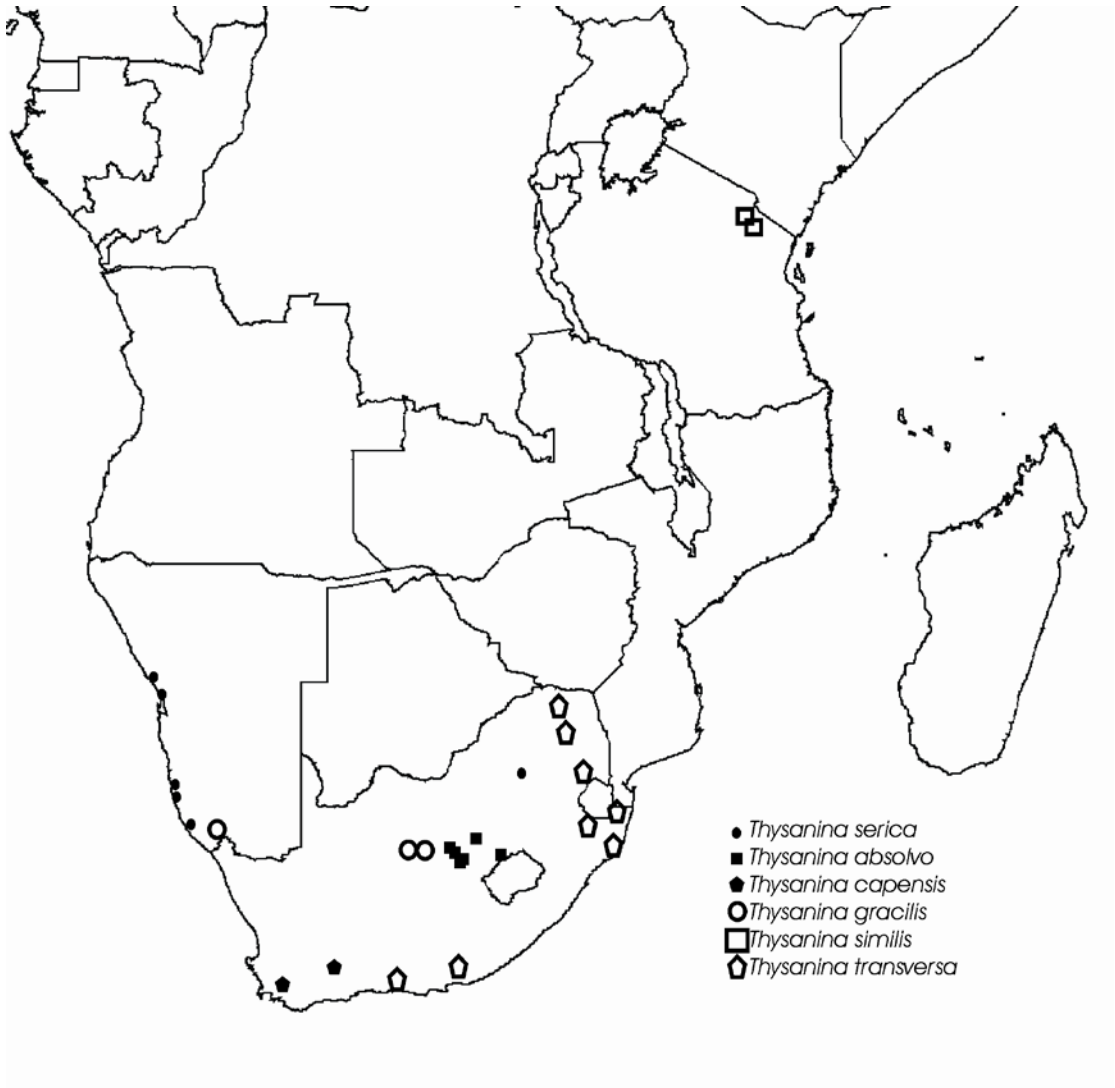 Thysanina serica
Thysanina absolvo
Thysanina capensis
Thysanina gracilis
Thysanina similis
Thysanina transversa